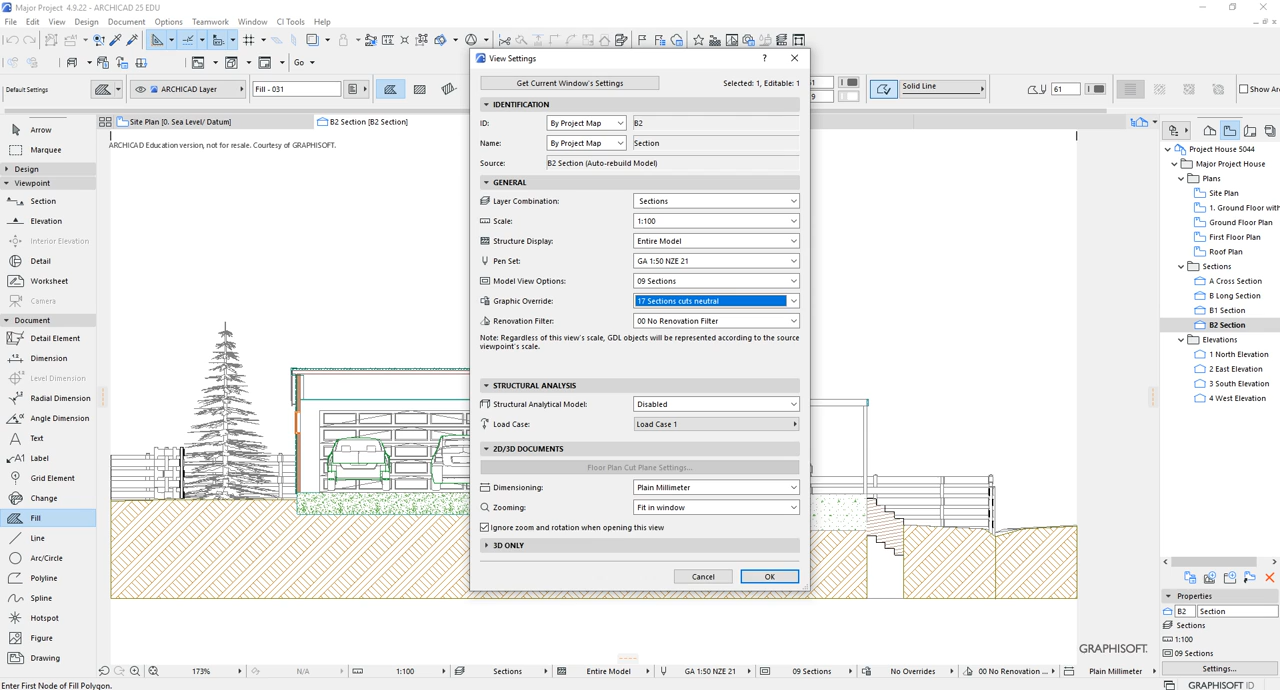 Major Project 4.9.22 - ARCHICAD 25 EDU
File Edit View Design Document Options Teamwork Window CI Tools Help
Go
Default Settings
ARCHICAD Layer
Fill - 031
Solid Line
61
Site Plan [0. Sea Level/ Datum]
B2 Section [B2 Section]
ARCHICAD Education version, not for resale. Courtesy of GRAPHISOFT.
Arrow
Marquee
Design
Viewpoint
Section
Elevation
Interior Elevation
Detail
Worksheet
Camera
Document
Detail Element
Dimension
Level Dimension
Radial Dimension
Angle Dimension
Text
Label
Grid Element
Change
Fill
Line
Arc/Circle
Polyline
Spline
Hotspot
Figure
Drawing
View Settings
Get Current Window's Settings
Selected: 1, Editable: 1
IDENTIFICATION
ID: By Project Map B2
Name: By Project Map Section
Source: B2 Section (Auto-rebuild Model)
GENERAL
Layer Combination: Sections
Scale: 1:100
Structure Display: Entire Model
Pen Set: GA 1:50 NZE 21
Model View Options: 09 Sections
Graphic Override: 17 Sections cuts neutral
Renovation Filter: 00 No Renovation Filter
Note: Regardless of this view's scale, GDL objects will be represented according to the source
viewpoint's scale.
STRUCTURAL ANALYSIS
Structural Analytical Model: Disabled
Load Case: Load Case 1
2D/3D DOCUMENTS
Floor Plan Cut Plane Settings...
Dimensioning: Plain Millimeter
Zooming: Fit in window
Ignore zoom and rotation when opening this view
3D ONLY
Cancel
OK
Project House 5044
Major Project House
Plans
Site Plan
1. Ground Floor with
Ground Floor Plan
First Floor Plan
Roof Plan
Sections
A Cross Section
B Long Section
B1 Section
B2 Section
Elevations
1 North Elevation
2 East Elevation
3 South Elevation
4 West Elevation
Properties
B2 Section
Sections
1:100
09 Sections
Settings...
GRAPHISOFT.
173% N/A 1:100 Sections Entire Model GA 1:50 NZE 21 09 Sections No Overrides 00 No Renovation ... Plain Millimeter
Enter First Node of Fill Polygon.
GRAPHISOFT ID